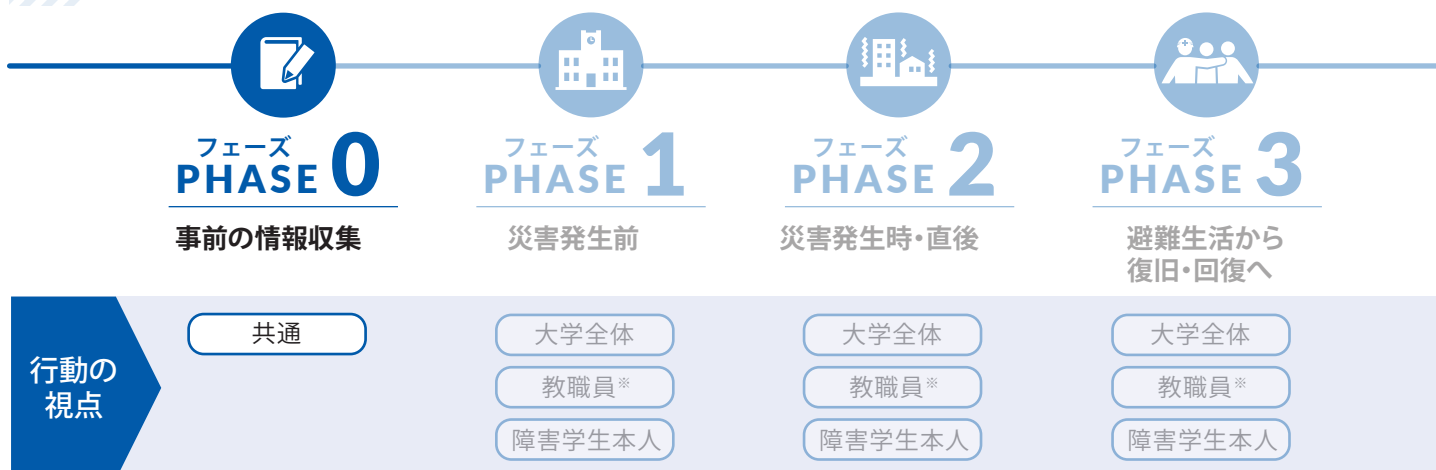 フェーズ
PHASE 0
事前の情報収集
フェーズ
PHASE 1
災害発生前
フェーズ
PHASE 2
災害発生時・直後
フェーズ
PHASE 3
避難生活から
復旧・回復へ
行動の
視点
共通
大学全体
教職員※
障害学生本人
大学全体
教職員※
障害学生本人
大学全体
教職員※
障害学生本人